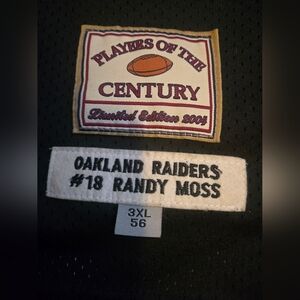 PLAYERS OF THE
CENTURY
Limited Edition 2004
OAKLAND RAIDERS
#18 RANDY MOSS
3XL
56